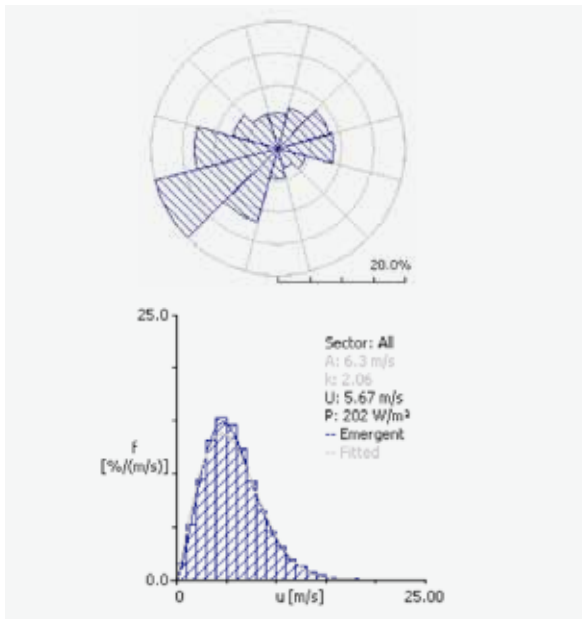 20.0%
25.0
Sector: All
A: 6.3 m/s
k: 2.06
U: 5.67 m/s
P: 202 W/m²
-- Emergent
-- Fitted
f
[%/(m/s)]
0.0
0
u [m/s]
25.00